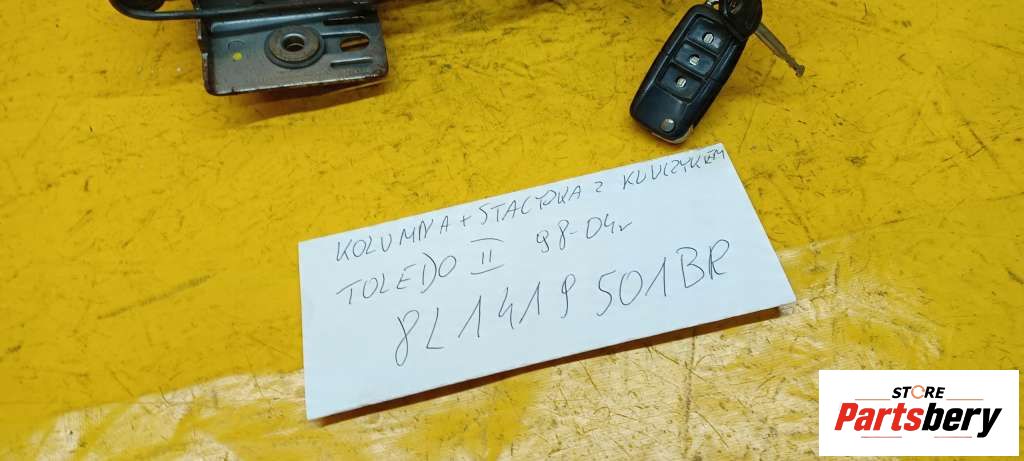 KOLUMNA + STACYJKA Z KLUCZYKIEM
TOLEDO II 98-04r
8L1419501BR
STORE
Partsbery